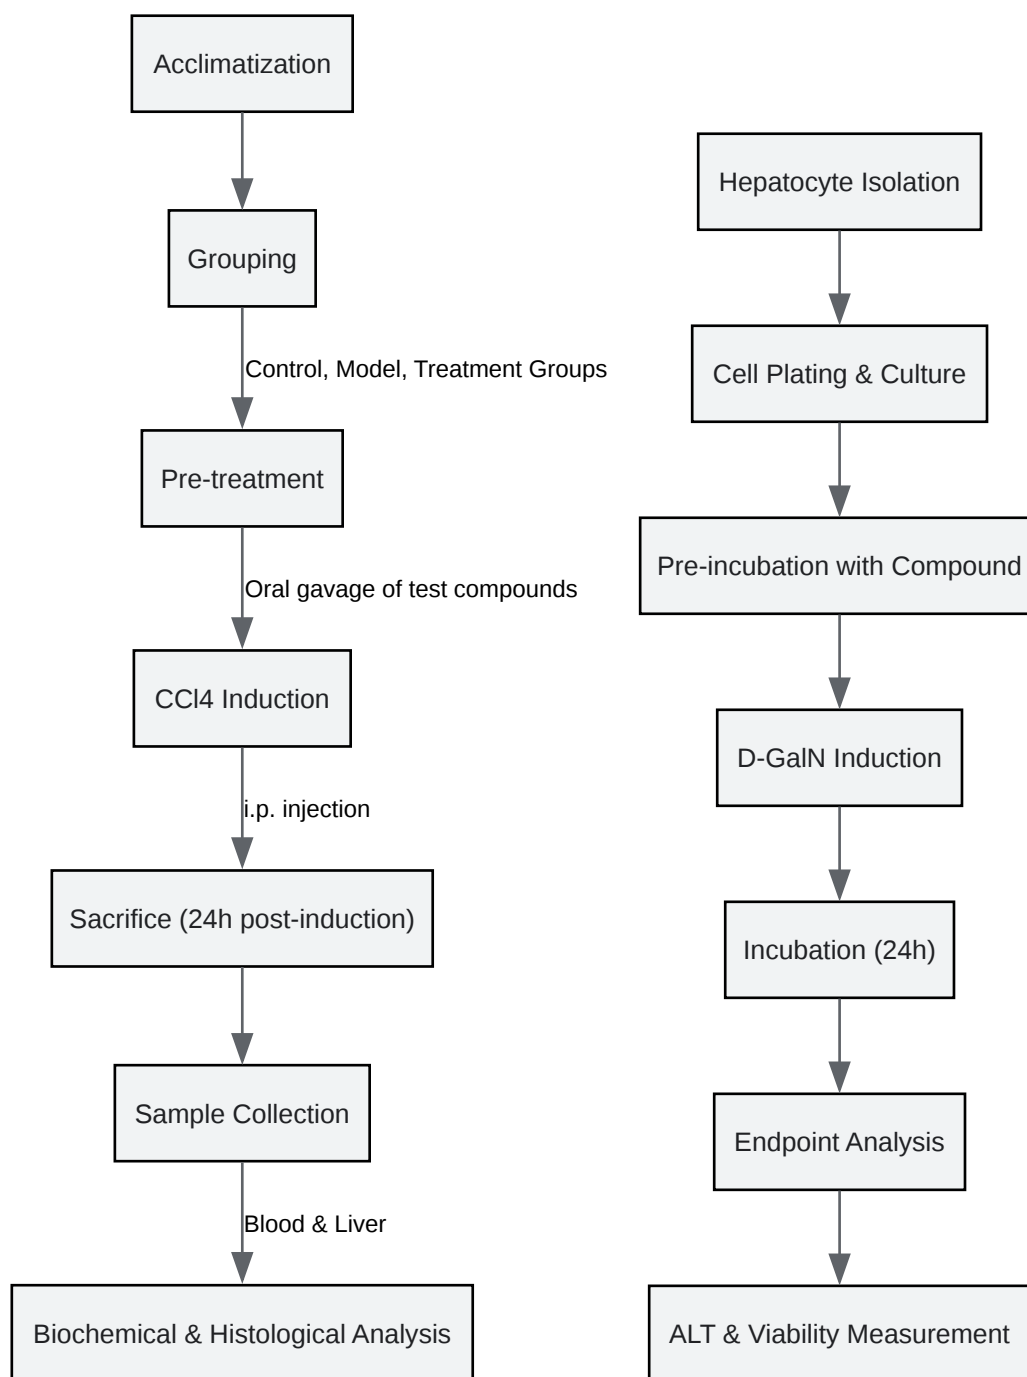 Acclimatization
Grouping
Control, Model, Treatment Groups
Pre-treatment
Oral gavage of test compounds
CCl4 Induction
i.p. injection
Sacrifice (24h post-induction)
Sample Collection
Blood & Liver
Biochemical & Histological Analysis
Hepatocyte Isolation
Cell Plating & Culture
Pre-incubation with Compound
D-GalN Induction
Incubation (24h)
Endpoint Analysis
ALT & Viability Measurement